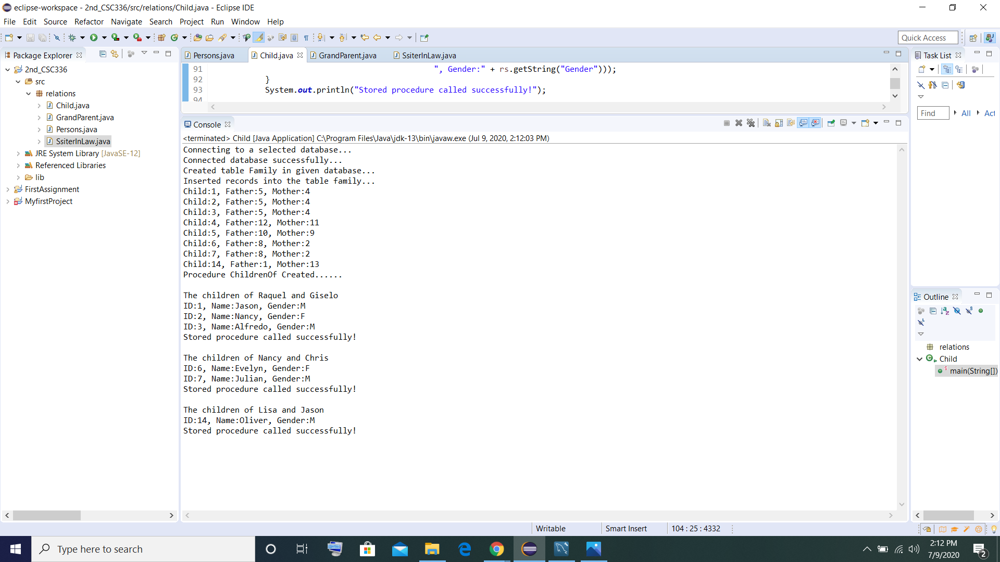 eclipse-workspace - 2nd_CSC336/src/relations/Child.java - Eclipse IDE
File Edit Source Refactor Navigate Search Project Run Window Help
Quick Access
Package Explorer
2nd_CSC336
src
relations
Child.java
GrandParent.java
Persons.java
SsiterInLaw.java
JRE System Library [JavaSE-12]
Referenced Libraries
lib
FirstAssignment
MyfirstProject
Persons.java Child.java GrandParent.java SsiterInLaw.java
91 ", Gender:" + rs.getString("Gender")));
92 }
93 System.out.println("Stored procedure called successfully!");
94
Console
<terminated> Child [Java Application] C:\Program Files\Java\jdk-13\bin\javaw.exe (Jul 9, 2020, 2:12:03 PM)
Connecting to a selected database...
Connected database successfully...
Created table Family in given database...
Inserted records into the table family...
Child:1, Father:5, Mother:4
Child:2, Father:5, Mother:4
Child:3, Father:5, Mother:4
Child:4, Father:12, Mother:11
Child:5, Father:10, Mother:9
Child:6, Father:8, Mother:2
Child:7, Father:8, Mother:2
Child:14, Father:1, Mother:13
Procedure ChildrenOf Created......
The children of Raquel and Giselo
ID:1, Name:Jason, Gender:M
ID:2, Name:Nancy, Gender:F
ID:3, Name:Alfredo, Gender:M
Stored procedure called successfully!
The children of Nancy and Chris
ID:6, Name:Evelyn, Gender:F
ID:7, Name:Julian, Gender:M
Stored procedure called successfully!
The children of Lisa and Jason
ID:14, Name:Oliver, Gender:M
Stored procedure called successfully!
Task List
Find All Act
Outline
relations
Child
main(String[])
Writable Smart Insert 104 : 25 : 4332
Type here to search
2:12 PM
7/9/2020
2